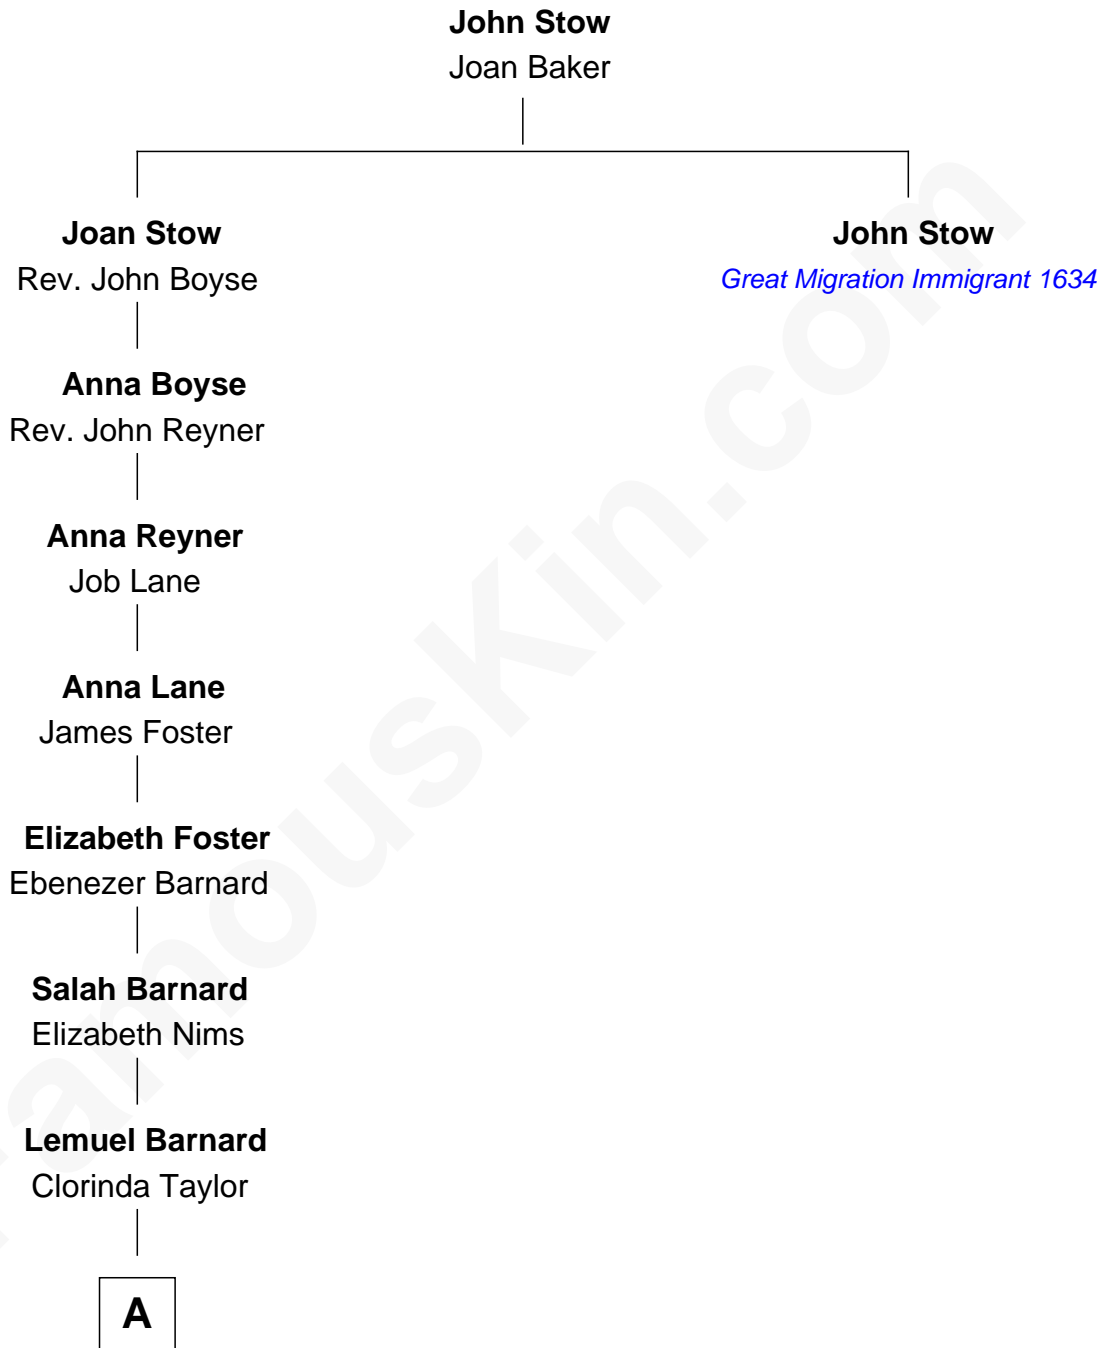 John Stow
Joan Baker
Joan Stow
Rev. John Boyse
John Stow
Great Migration Immigrant 1634
Anna Boyse
Rev. John Reyner
Anna Reyner
Job Lane
Anna Lane
James Foster
Elizabeth Foster
Ebenezer Barnard
Salah Barnard
Elizabeth Nims
Lemuel Barnard
Clorinda Taylor
A
FamousKin.com